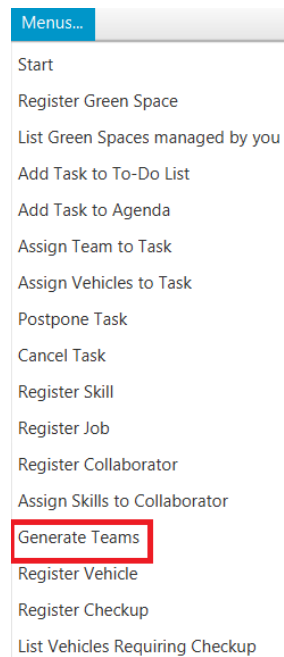 Menus...
Start
Register Green Space
List Green Spaces managed by you
Add Task to To-Do List
Add Task to Agenda
Assign Team to Task
Assign Vehicles to Task
Postpone Task
Cancel Task
Register Skill
Register Job
Register Collaborator
Assign Skills to Collaborator
Generate Teams
Register Vehicle
Register Checkup
List Vehicles Requiring Checkup